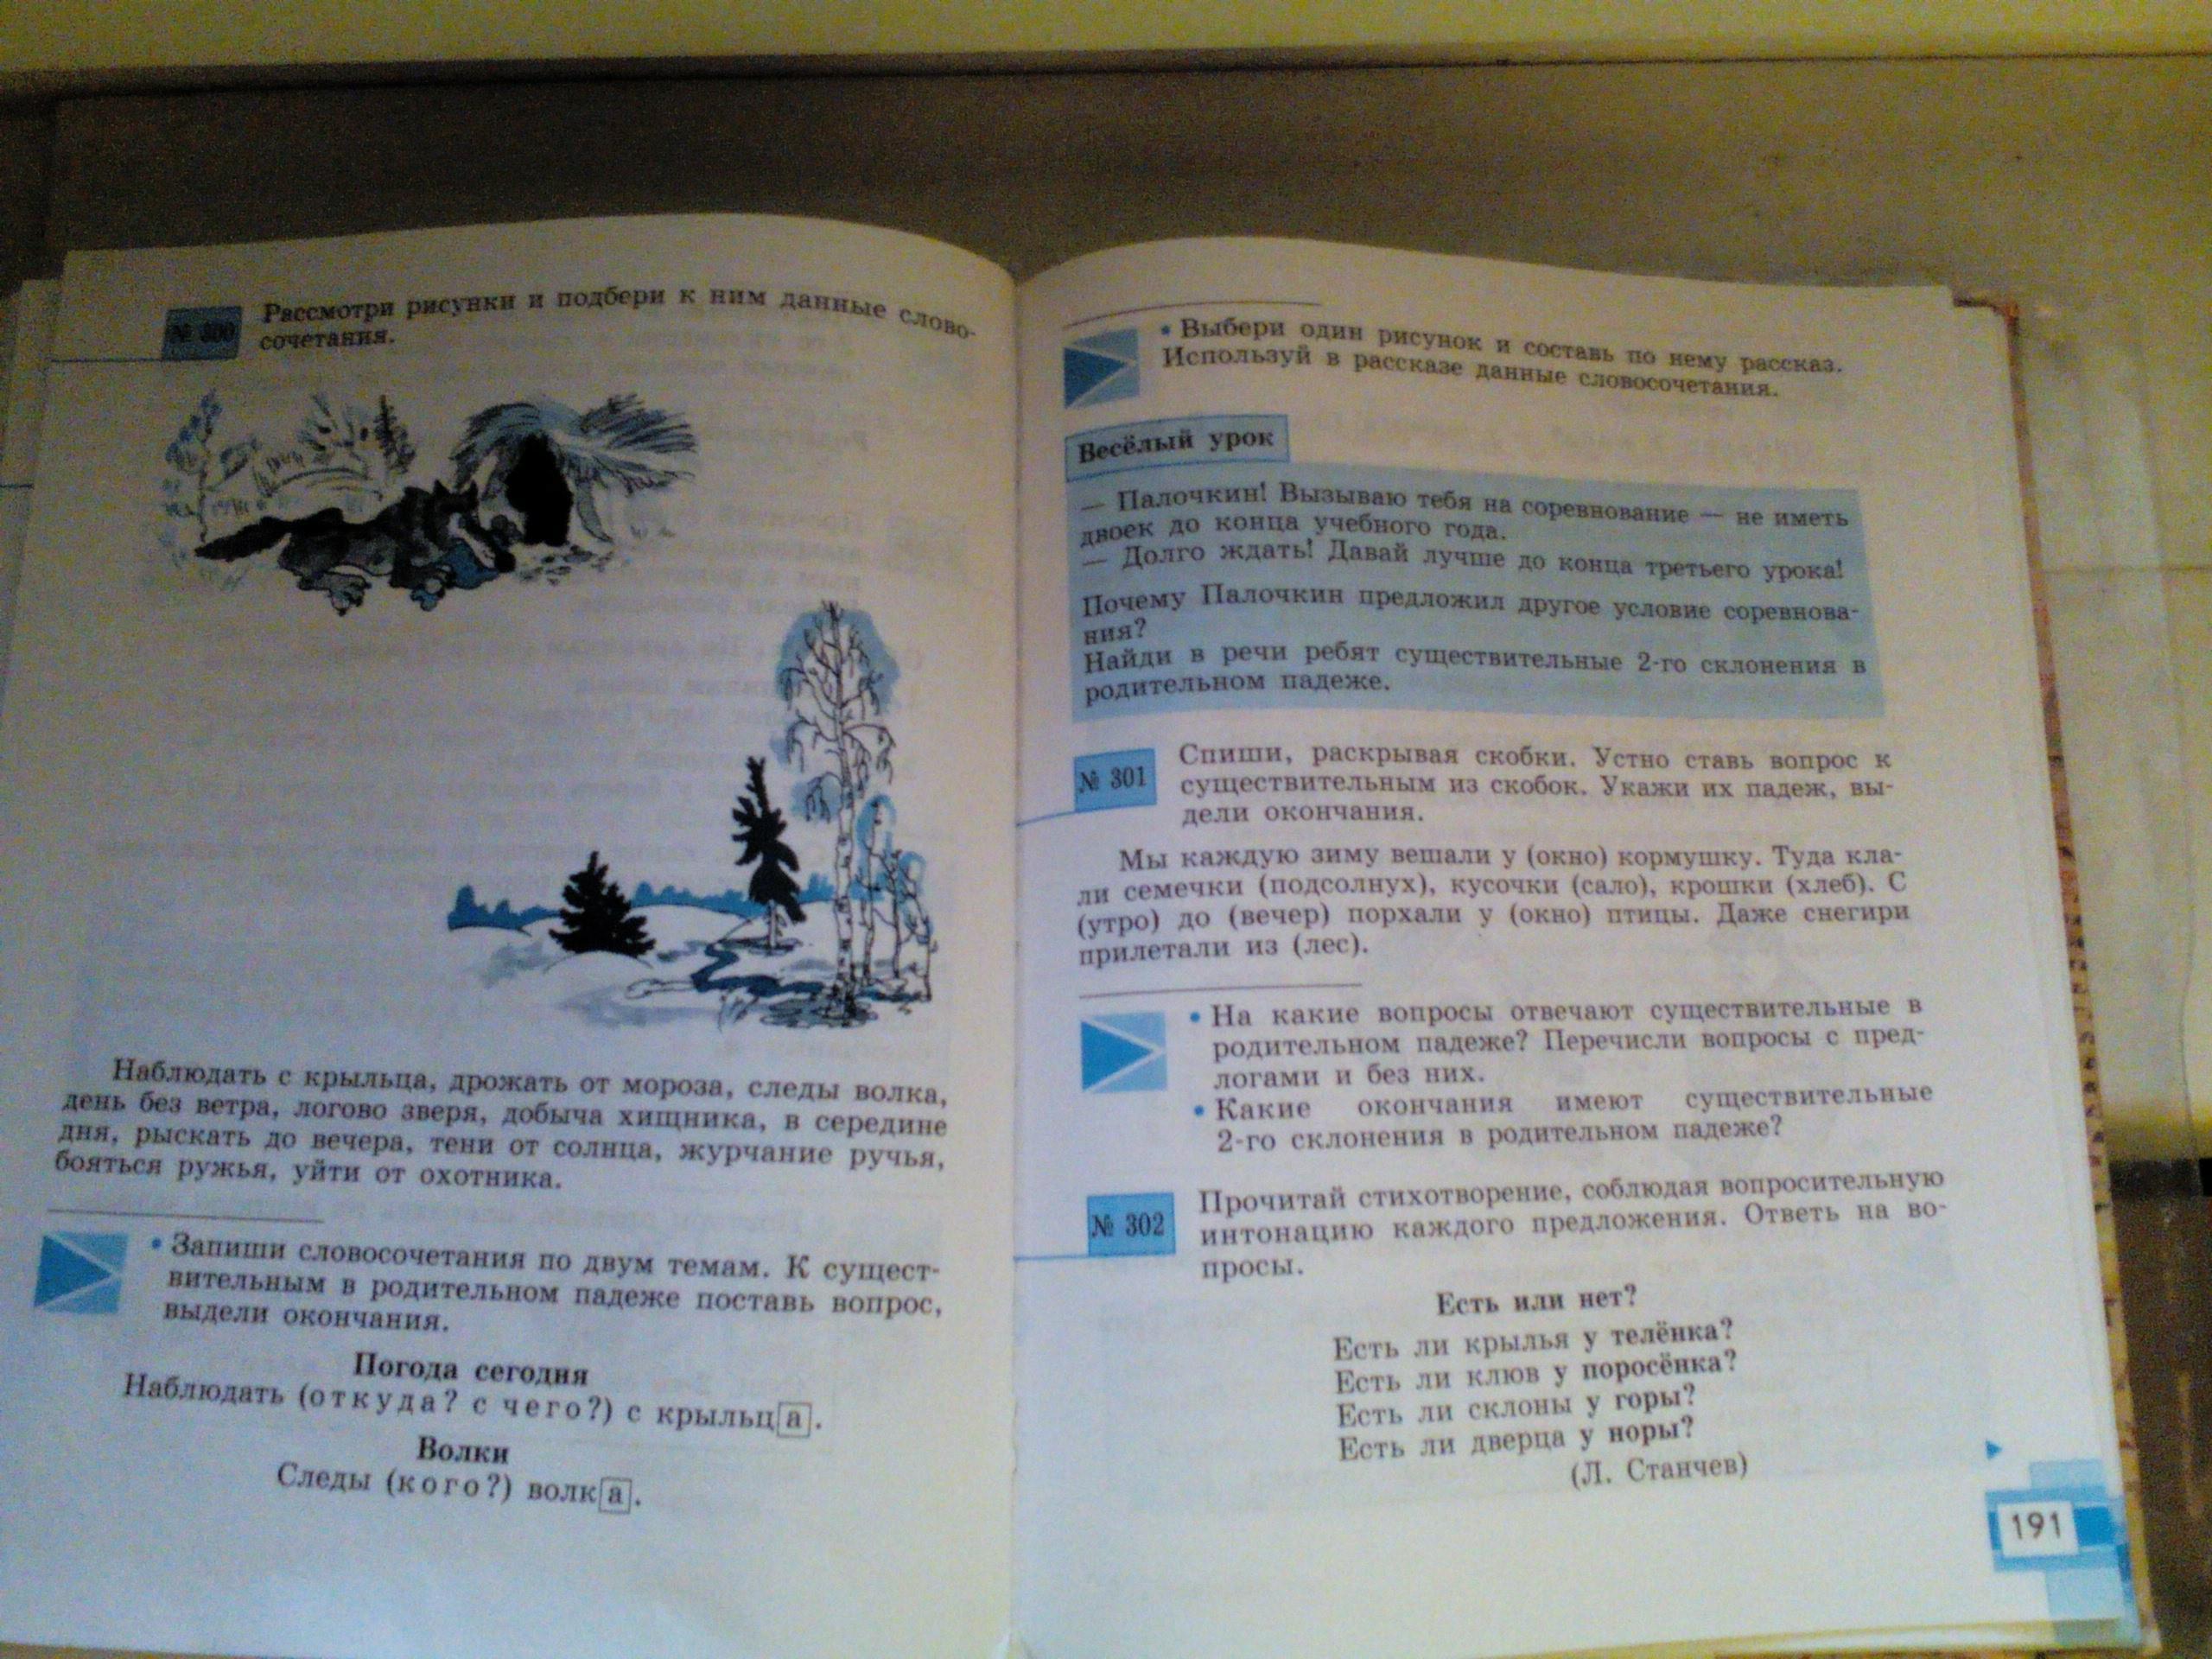 № 300
Рассмотри рисунки и подбери к ним данные слово-
сочетания.
Наблюдать с крыльца, дрожать от мороза, следы волка,
день без ветра, логово зверя, добыча хищника, в середине
дня, рыскать до вечера, тени от солнца, журчание ручья,
бояться ружья, уйти от охотника.
• Запиши словосочетания по двум темам. К сущест-
вительным в родительном падеже поставь вопрос,
выдели окончания.
Погода сегодня
Наблюдать (откуда? с чего?) с крыльца.
Волки
Следы (кого?) волка.
• Выбери один рисунок и составь по нему рассказ.
Используй в рассказе данные словосочетания.
Весёлый урок
— Палочкин! Вызываю тебя на соревнование — не иметь
двоек до конца учебного года.
— Долго ждать! Давай лучше до конца третьего урока!
Почему Палочкин предложил другое условие соревнова-
ния?
Найди в речи ребят существительные 2-го склонения в
родительном падеже.
№ 301
Спиши, раскрывая скобки. Устно ставь вопрос к
существительным из скобок. Укажи их падеж, вы-
дели окончания.
Мы каждую зиму вешали у (окно) кормушку. Туда кла-
ли семечки (подсолнух), кусочки (сало), крошки (хлеб). С
(утро) до (вечер) порхали у (окно) птицы. Даже снегири
прилетали из (лес).
• На какие вопросы отвечают существительные в
родительном падеже? Перечисли вопросы с пред-
логами и без них.
• Какие окончания имеют существительные
2-го склонения в родительном падеже?
№ 302
Прочитай стихотворение, соблюдая вопросительную
интонацию каждого предложения. Ответь на во-
просы.
Есть или нет?
Есть ли крылья у телёнка?
Есть ли клюв у поросёнка?
Есть ли склоны у горы?
Есть ли дверца у норы?
(Л. Станчев)
191